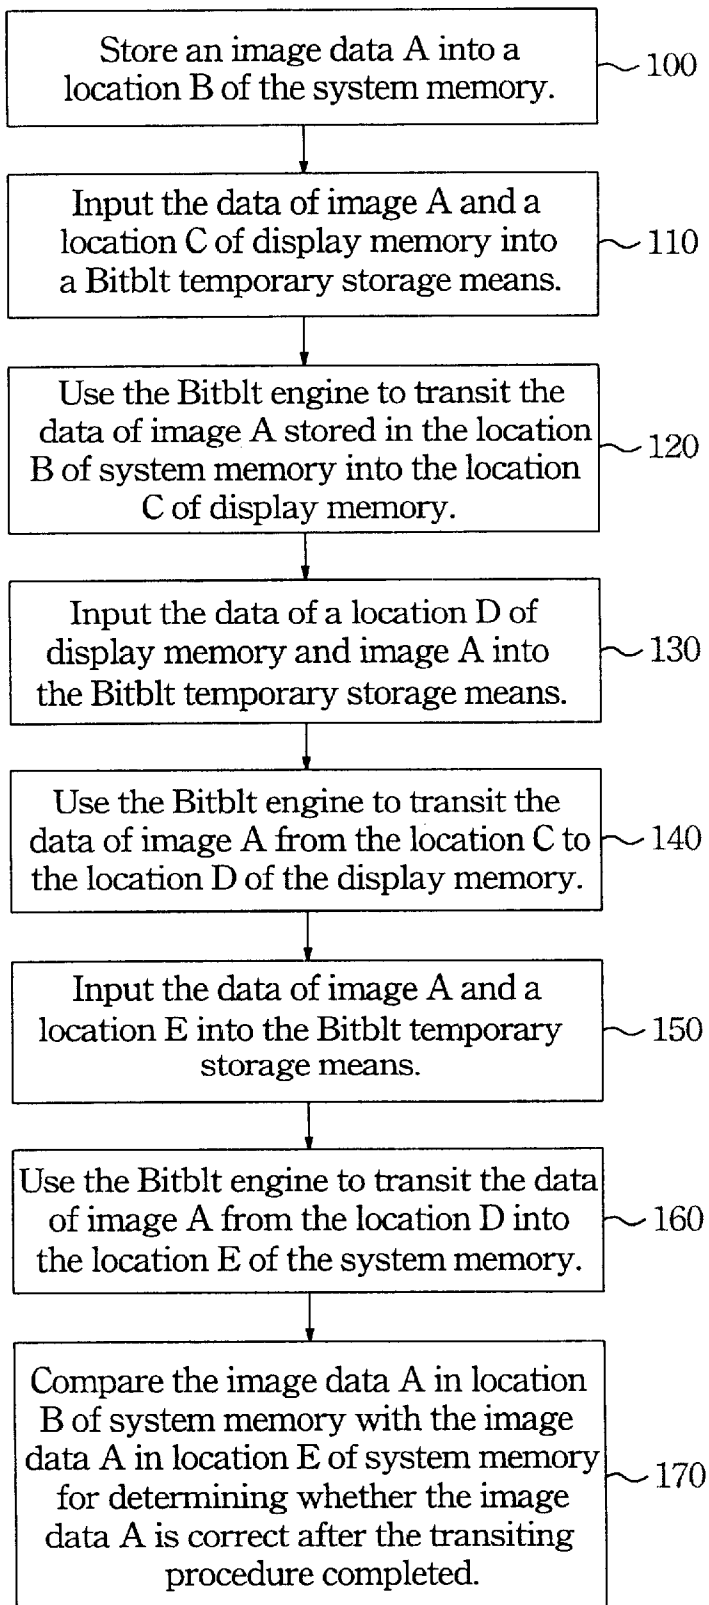 Store an image data A into a
location B of the system memory.
100
Input the data of image A and a
location C of display memory into
a Bitblt temporary storage means.
110
Use the Bitblt engine to transit the
data of image A stored in the location
B of system memory into the location
C of display memory.
120
Input the data of a location D of
display memory and image A into
the Bitblt temporary storage means.
130
Use the Bitblt engine to transit the
data of image A from the location C to
the location D of the display memory.
140
Input the data of image A and a
location E into the Bitblt temporary
storage means.
150
Use the Bitblt engine to transit the data
of image A from the location D into
the location E of the system memory.
160
Compare the image data A in location
B of system memory with the image
data A in location E of system memory
for determining whether the image
data A is correct after the transiting
procedure completed.
170